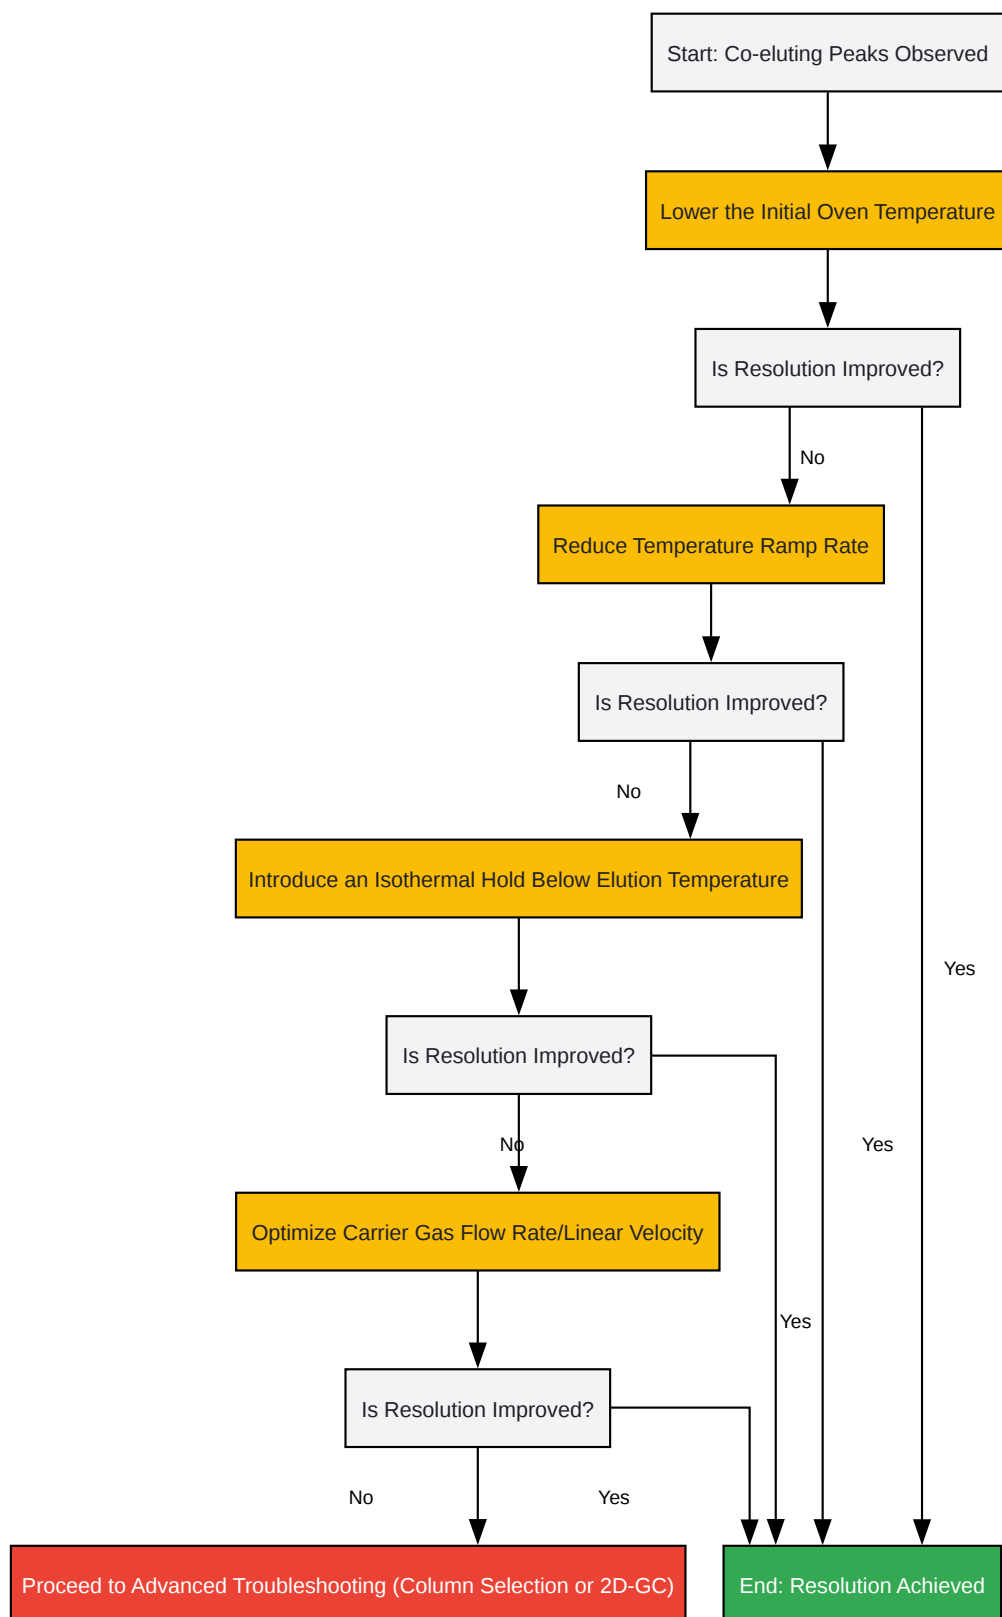 Start: Co-eluting Peaks Observed
Lower the Initial Oven Temperature
Is Resolution Improved?
No
Reduce Temperature Ramp Rate
Is Resolution Improved?
No
Introduce an Isothermal Hold Below Elution Temperature
Yes
Is Resolution Improved?
No
Yes
Optimize Carrier Gas Flow Rate/Linear Velocity
Yes
Is Resolution Improved?
No
Yes
Proceed to Advanced Troubleshooting (Column Selection or 2D-GC)
End: Resolution Achieved